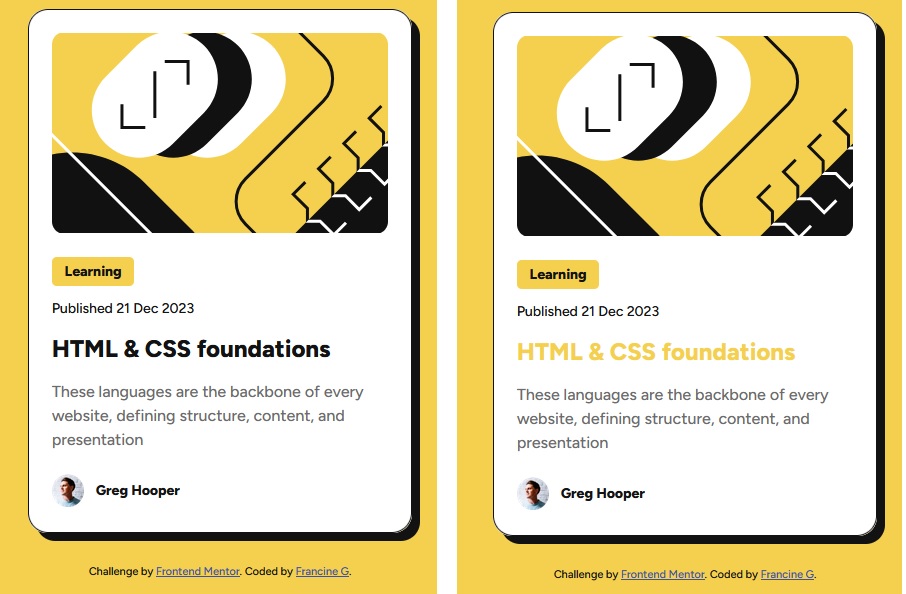 Learning
Published 21 Dec 2023
HTML & CSS foundations
These languages are the backbone of every
website, defining structure, content, and
presentation
Greg Hooper
Challenge by Frontend Mentor. Coded by Francine G.
Learning
Published 21 Dec 2023
HTML & CSS foundations
These languages are the backbone of every
website, defining structure, content, and
presentation
Greg Hooper
Challenge by Frontend Mentor. Coded by Francine G.